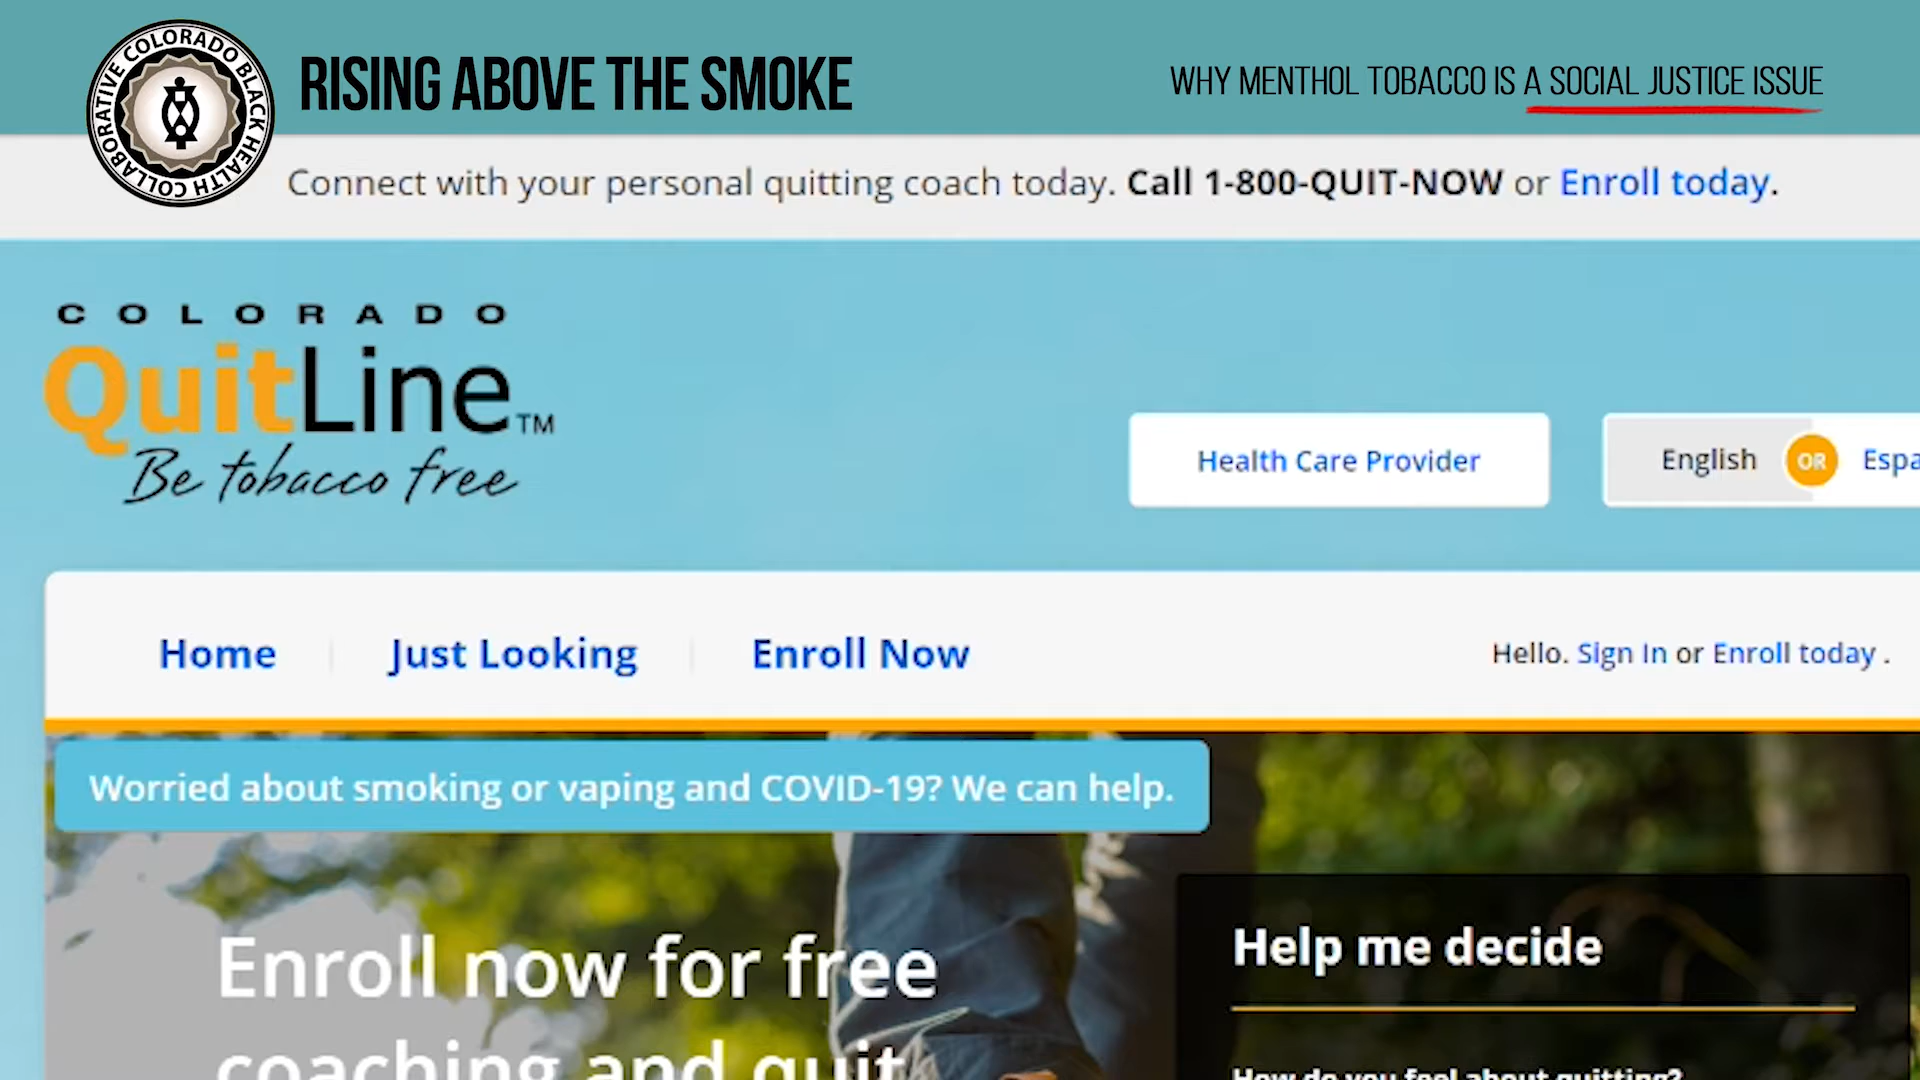 COLORADO BLACK HEALTH COLLABORATIVE
RISING ABOVE THE SMOKE
WHY MENTHOL TOBACCO IS A SOCIAL JUSTICE ISSUE
Connect with your personal quitting coach today. Call 1-800-QUIT-NOW or Enroll today.
COLORADO
QuitLine™
Be tobacco free
Health Care Provider
English OR Espa
Home
Just Looking
Enroll Now
Hello. Sign In or Enroll today .
Worried about smoking or vaping and COVID-19? We can help.
Enroll now for free
coaching and quit
Help me decide
How do you feel about quitting?